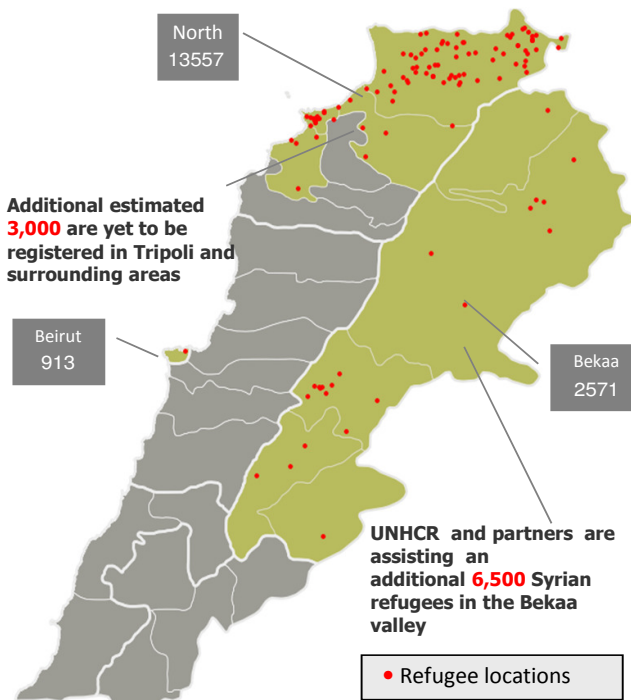 North
13557
Additional estimated
3,000 are yet to be
registered in Tripoli and
surrounding areas
Beirut
913
Bekaa
2571
UNHCR and partners are
assisting an
additional 6,500 Syrian
refugees in the Bekaa
valley
Refugee locations